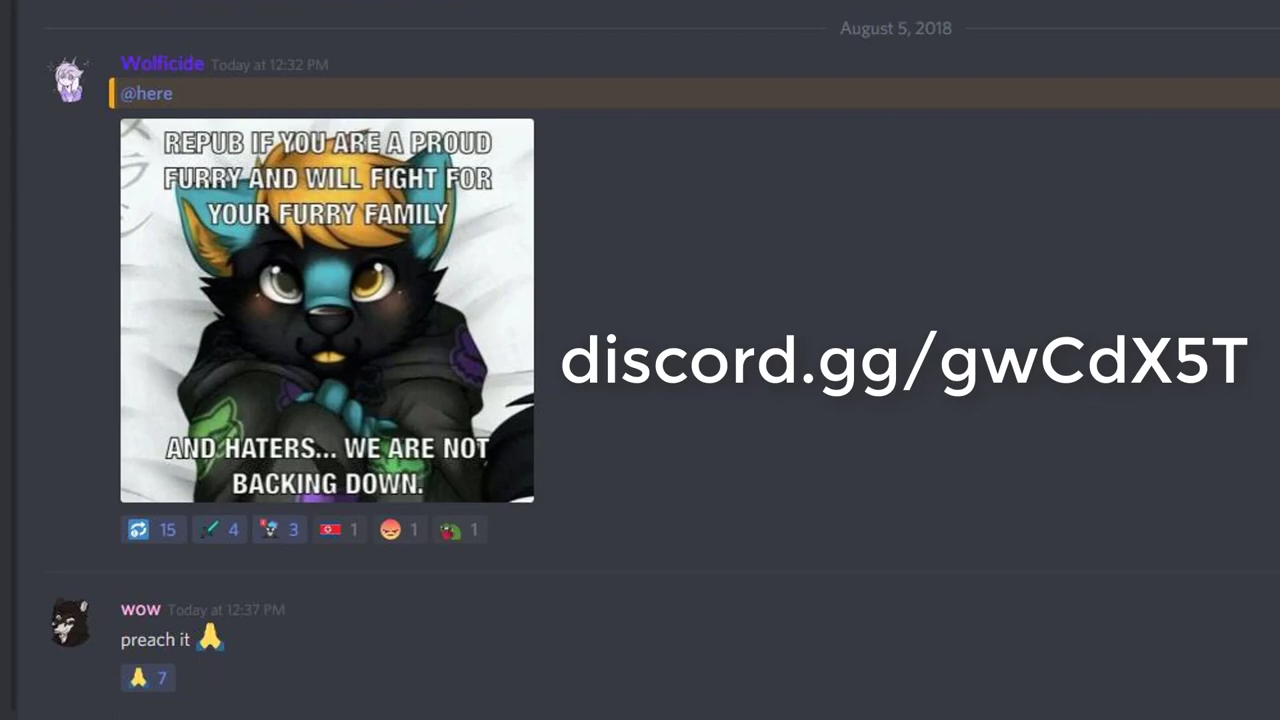 August 5, 2018
Wolficide Today at 12:32 PM
@here
REPUB IF YOU ARE A PROUD
FURRY AND WILL FIGHT FOR
YOUR FURRY FAMILY
discord.gg/gwCdX5T
AND HATERS... WE ARE NOT
BACKING DOWN.
15 4 3 1 1 1
wow Today at 12:37 PM
preach it 🙏
7